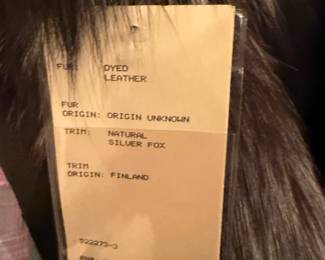 FUR: DYED
LEATHER
FUR
ORIGIN: ORIGIN UNKNOWN
TRIM: NATURAL
SILVER FOX
TRIM
ORIGIN: FINLAND